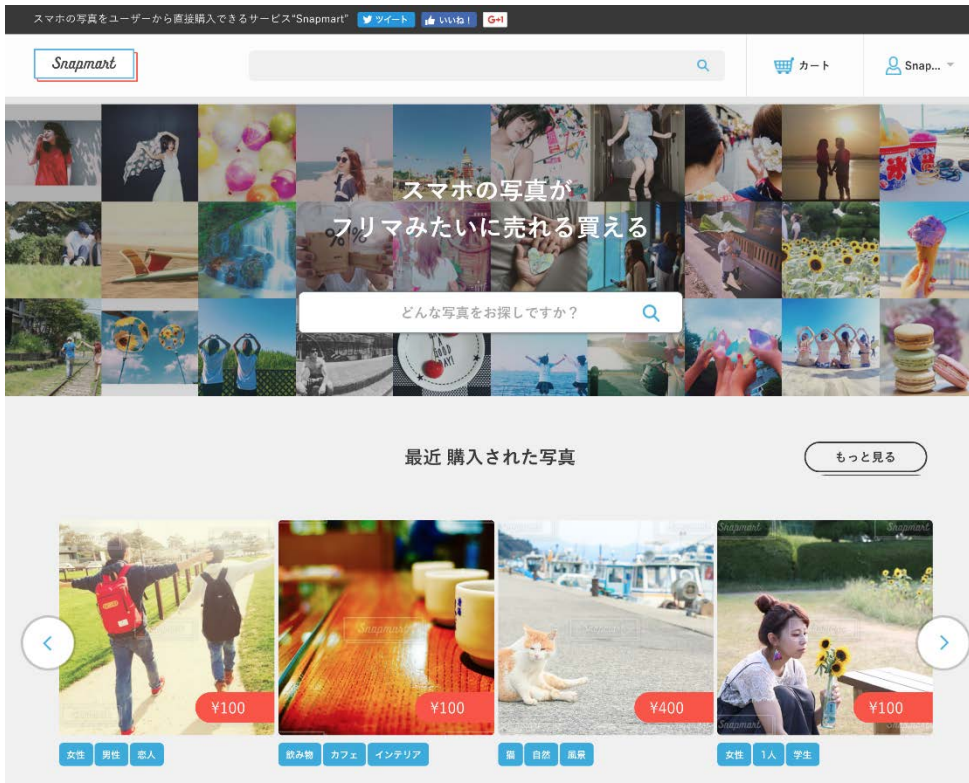 スマホの写真をユーザーから直接購入できるサービス“Snapmart” ツイート いいね! G+1
Snapmart カート Snap...
スマホの写真が
フリマみたいに売れる買える
どんな写真をお探しですか?
A
GOOD
DAY!
最近 購入された写真 もっと見る
Snapmart Snapmart
Snapmart
Snapmart
¥100 ¥100 ¥400 ¥100
女性 男性 恋人 飲み物 カフェ インテリア 猫 自然 風景 女性 1人 学生